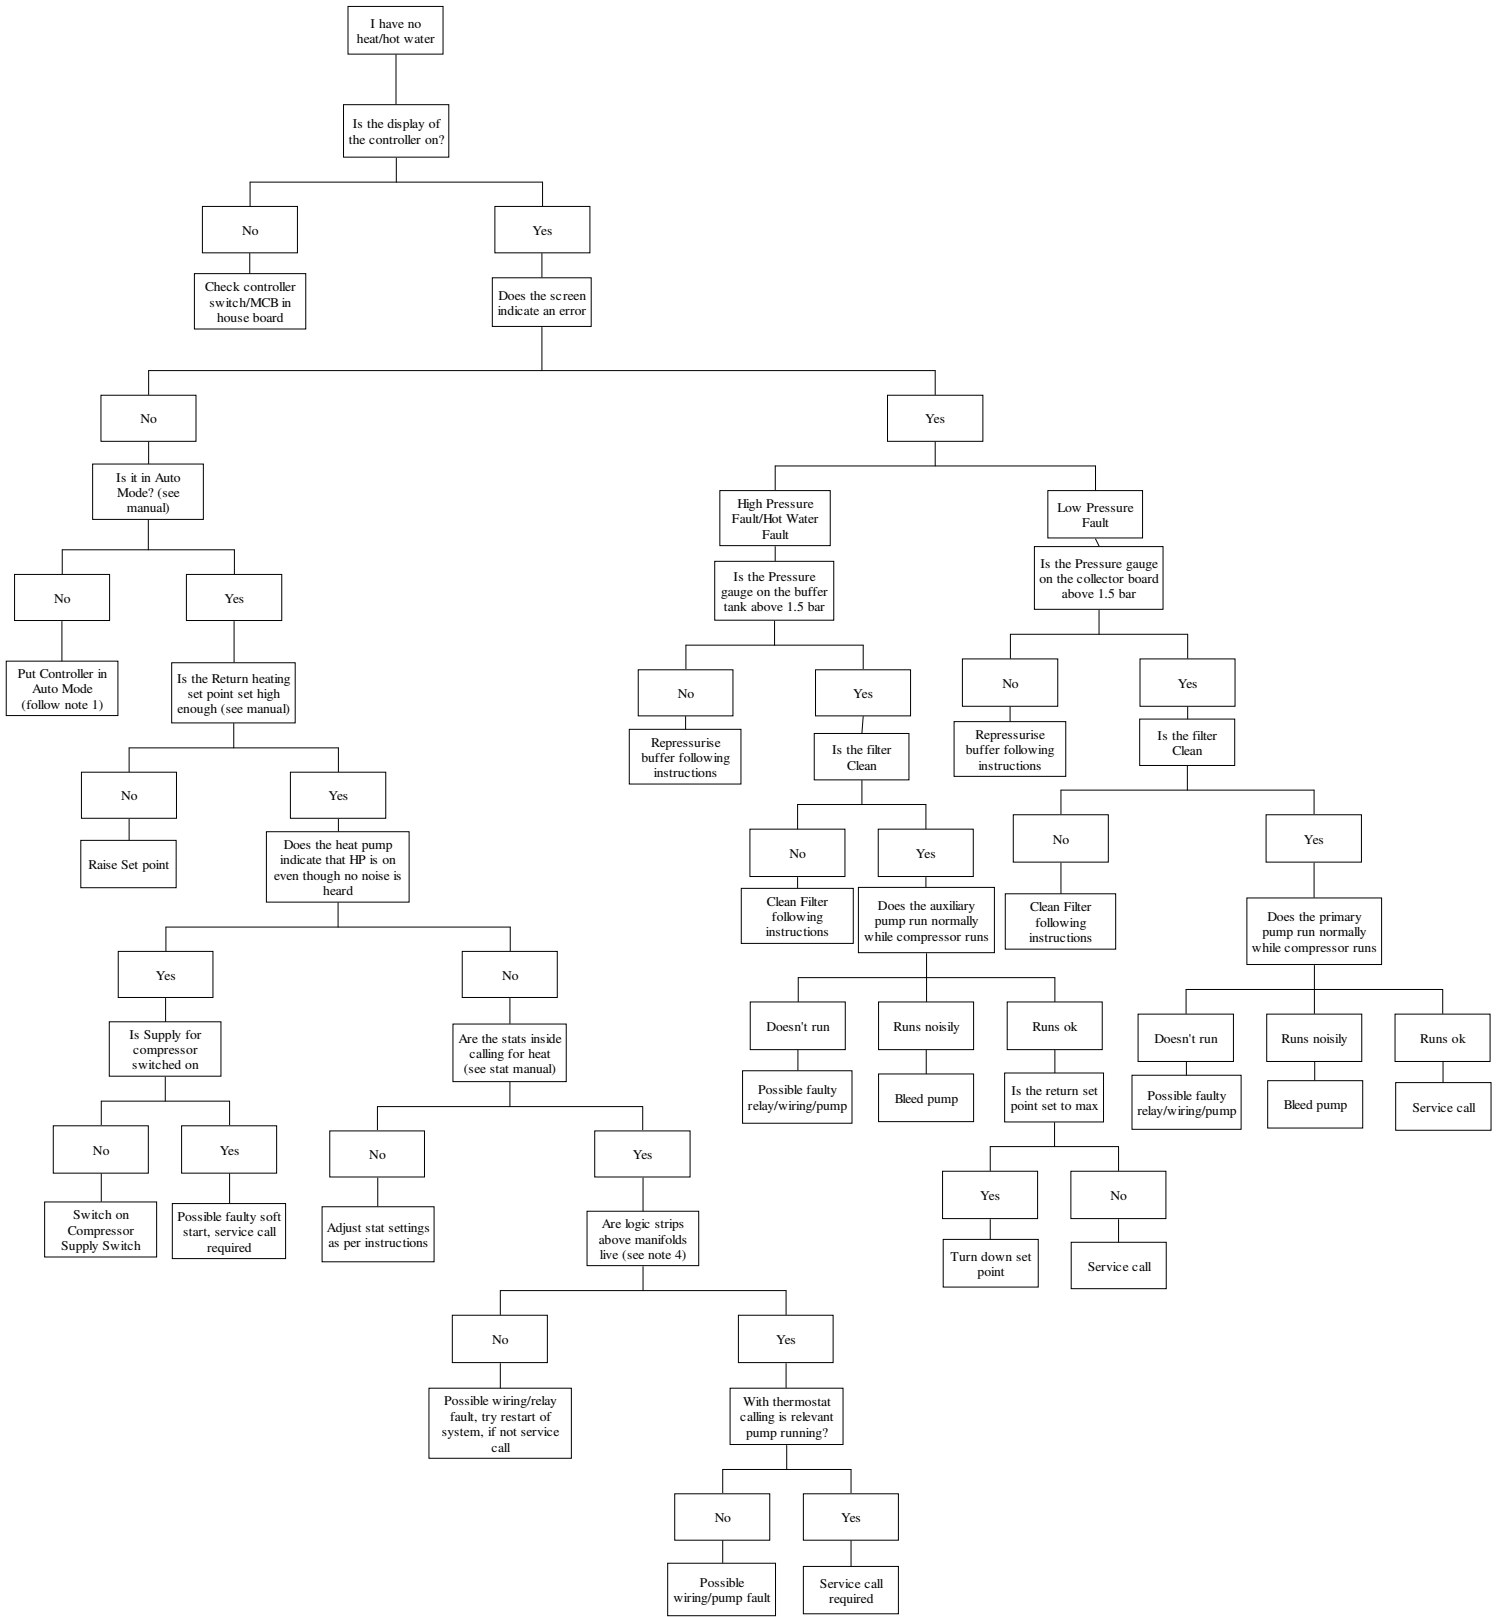 I have no
heat/hot water
Is the display of
the controller on?
No
Yes
Check controller
switch/MCB in
house board
Does the screen
indicate an error
No
Yes
Is it in Auto
Mode? (see
manual)
High Pressure
Fault/Hot Water
Fault
Low Pressure
Fault
Is the Pressure
gauge on the buffer
tank above 1.5 bar
Is the Pressure gauge
on the collector board
above 1.5 bar
No
Yes
Put Controller in
Auto Mode
(follow note 1)
Is the Return heating
set point set high
enough (see manual)
No
Yes
No
Yes
Repressurise
buffer following
instructions
Is the filter
Clean
Repressurise
buffer following
instructions
Is the filter
Clean
No
Yes
Raise Set point
Does the heat pump
indicate that HP is on
even though no noise is
heard
No
Yes
No
Yes
Clean Filter
following
instructions
Does the auxiliary
pump run normally
while compressor runs
Clean Filter
following
instructions
Does the primary
pump run normally
while compressor runs
Yes
No
Is Supply for
compressor
switched on
Are the stats inside
calling for heat
(see stat manual)
Doesn't run
Runs noisily
Runs ok
Doesn't run
Runs noisily
Runs ok
Possible faulty
relay/wiring/pump
Bleed pump
Is the return set
point set to max
Possible faulty
relay/wiring/pump
Bleed pump
Service call
No
Yes
No
Yes
Yes
No
Switch on
Compressor
Supply Switch
Possible faulty soft
start, service call
required
Adjust stat settings
as per instructions
Are logic strips
above manifolds
live (see note 4)
Turn down set
point
Service call
No
Yes
Possible wiring/relay
fault, try restart of
system, if not service
call
With thermostat
calling is relevant
pump running?
No
Yes
Possible
wiring/pump fault
Service call
required